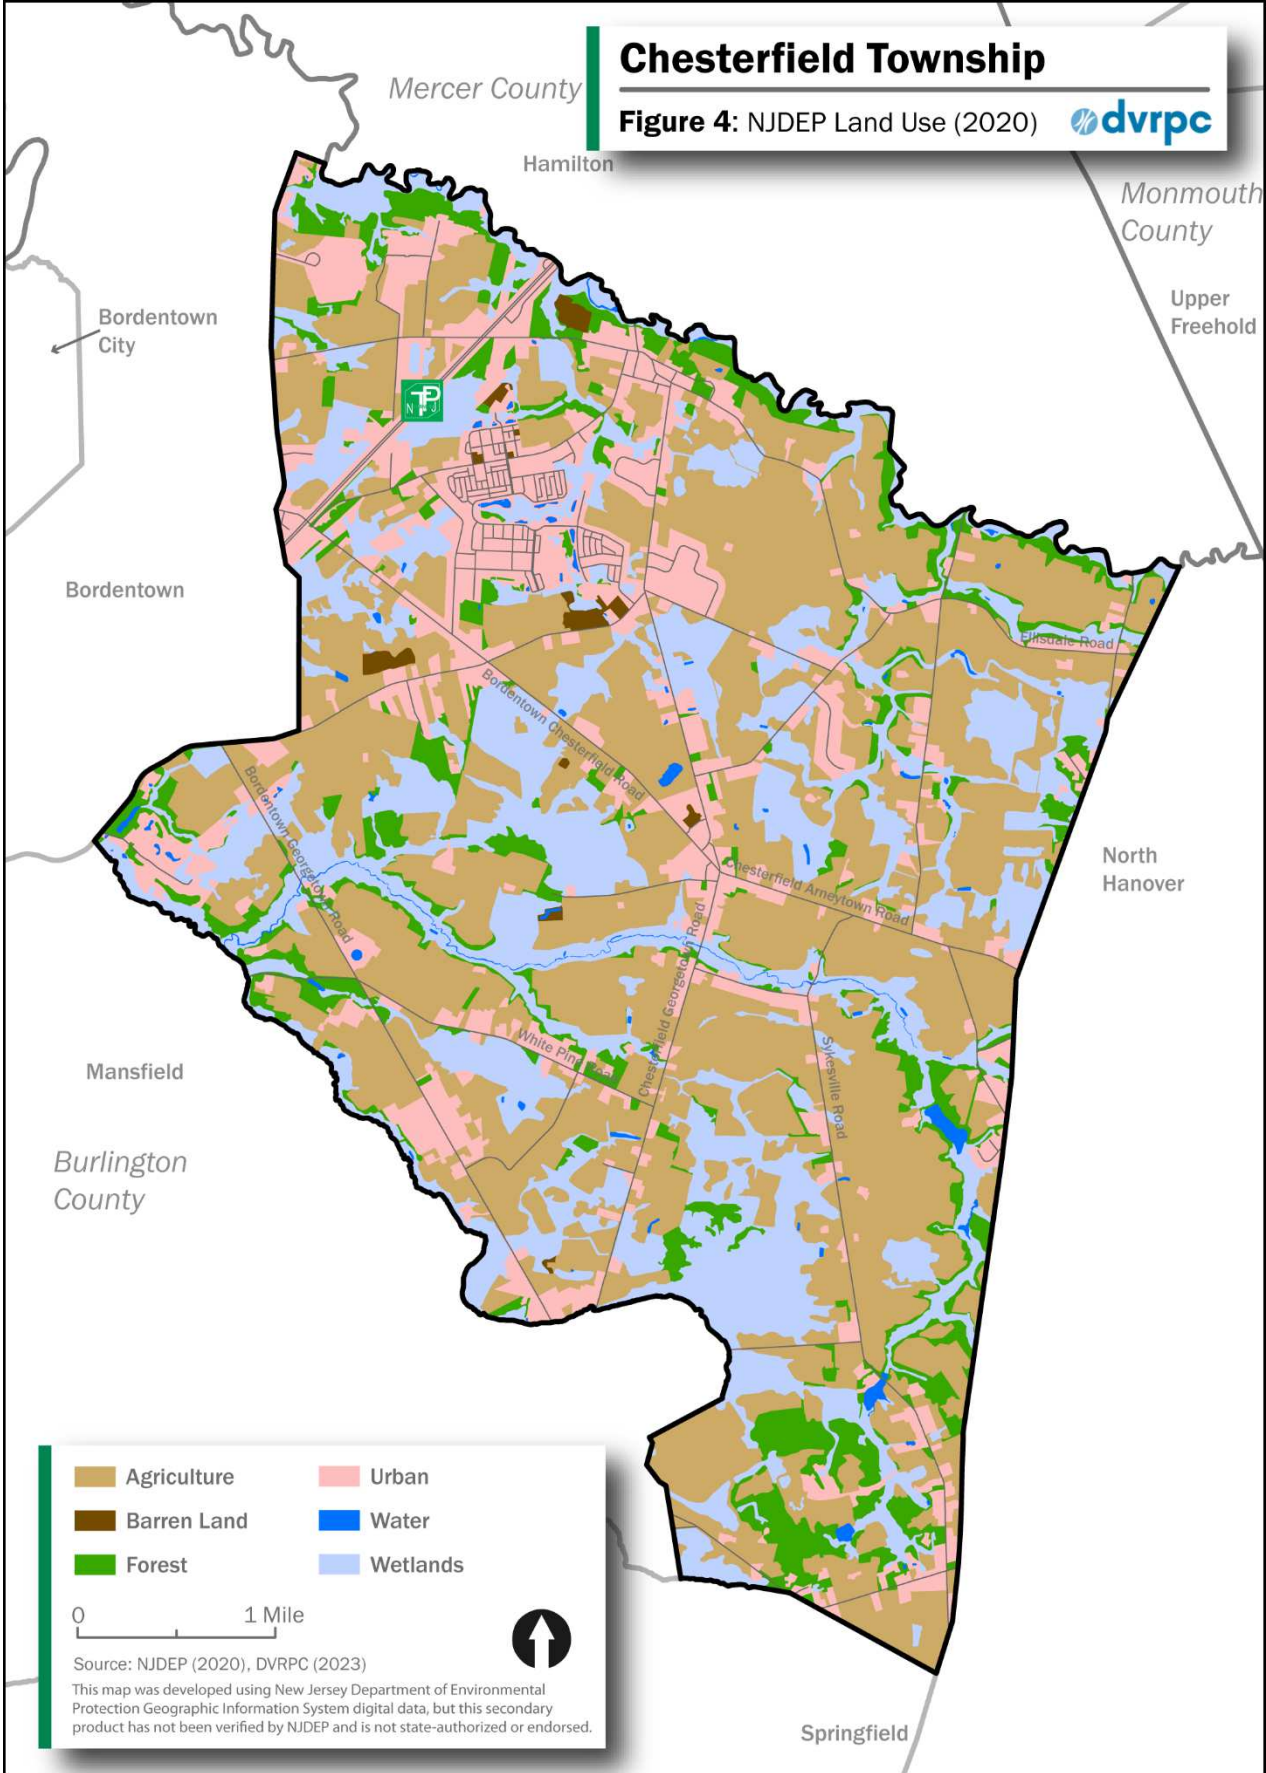 Chesterfield Township
Figure 4: NJDEP Land Use (2020)
dvrpc
Mercer County
Hamilton
Monmouth
County
Upper
Freehold
Bordentown
City
TP
N J
Bordentown
Ellisdale Road
Bordentown Chesterfield Road
Bordentown Georgetown Road
North
Hanover
Chesterfield Arneytown Road
Chesterfield Georgetown Road
White Pine Road
Sykesville Road
Mansfield
Burlington
County
Agriculture
Urban
Barren Land
Water
Forest
Wetlands
0 1 Mile
Source: NJDEP (2020), DVRPC (2023)
This map was developed using New Jersey Department of Environmental
Protection Geographic Information System digital data, but this secondary
product has not been verified by NJDEP and is not state-authorized or endorsed.
Springfield